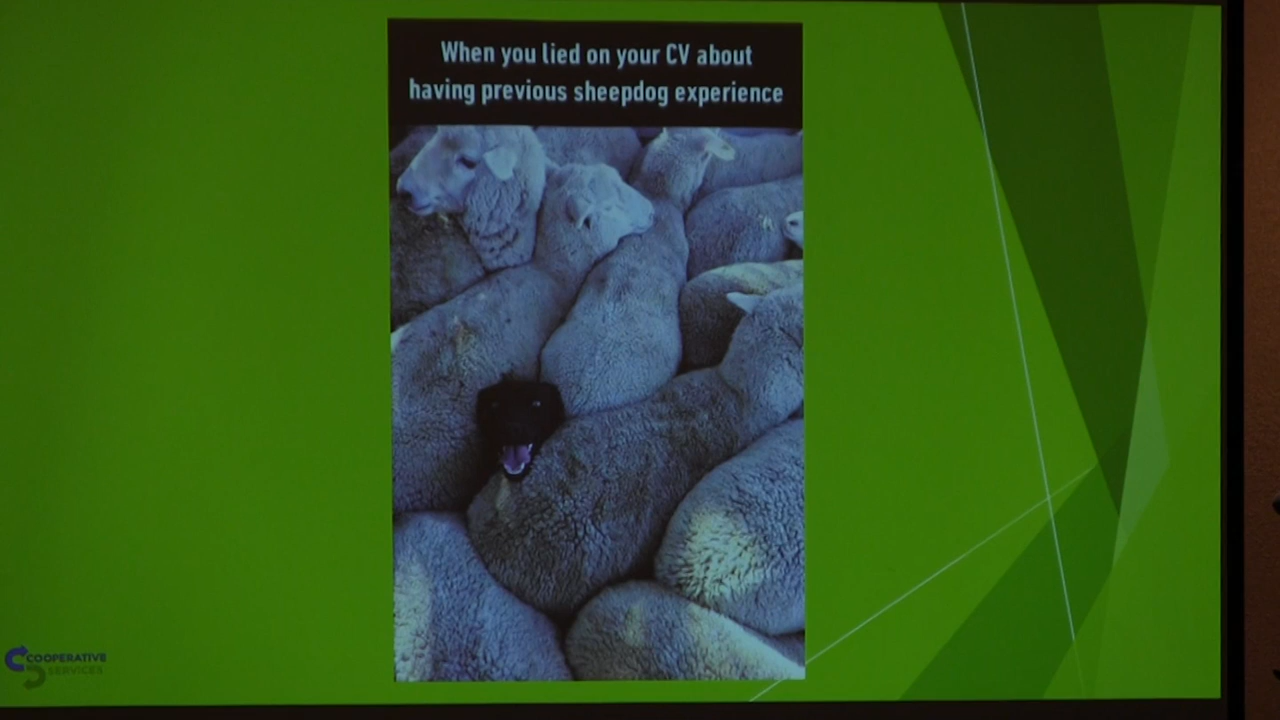 When you lied on your CV about
having previous sheepdog experience
COOPERATIVE
SERVICES